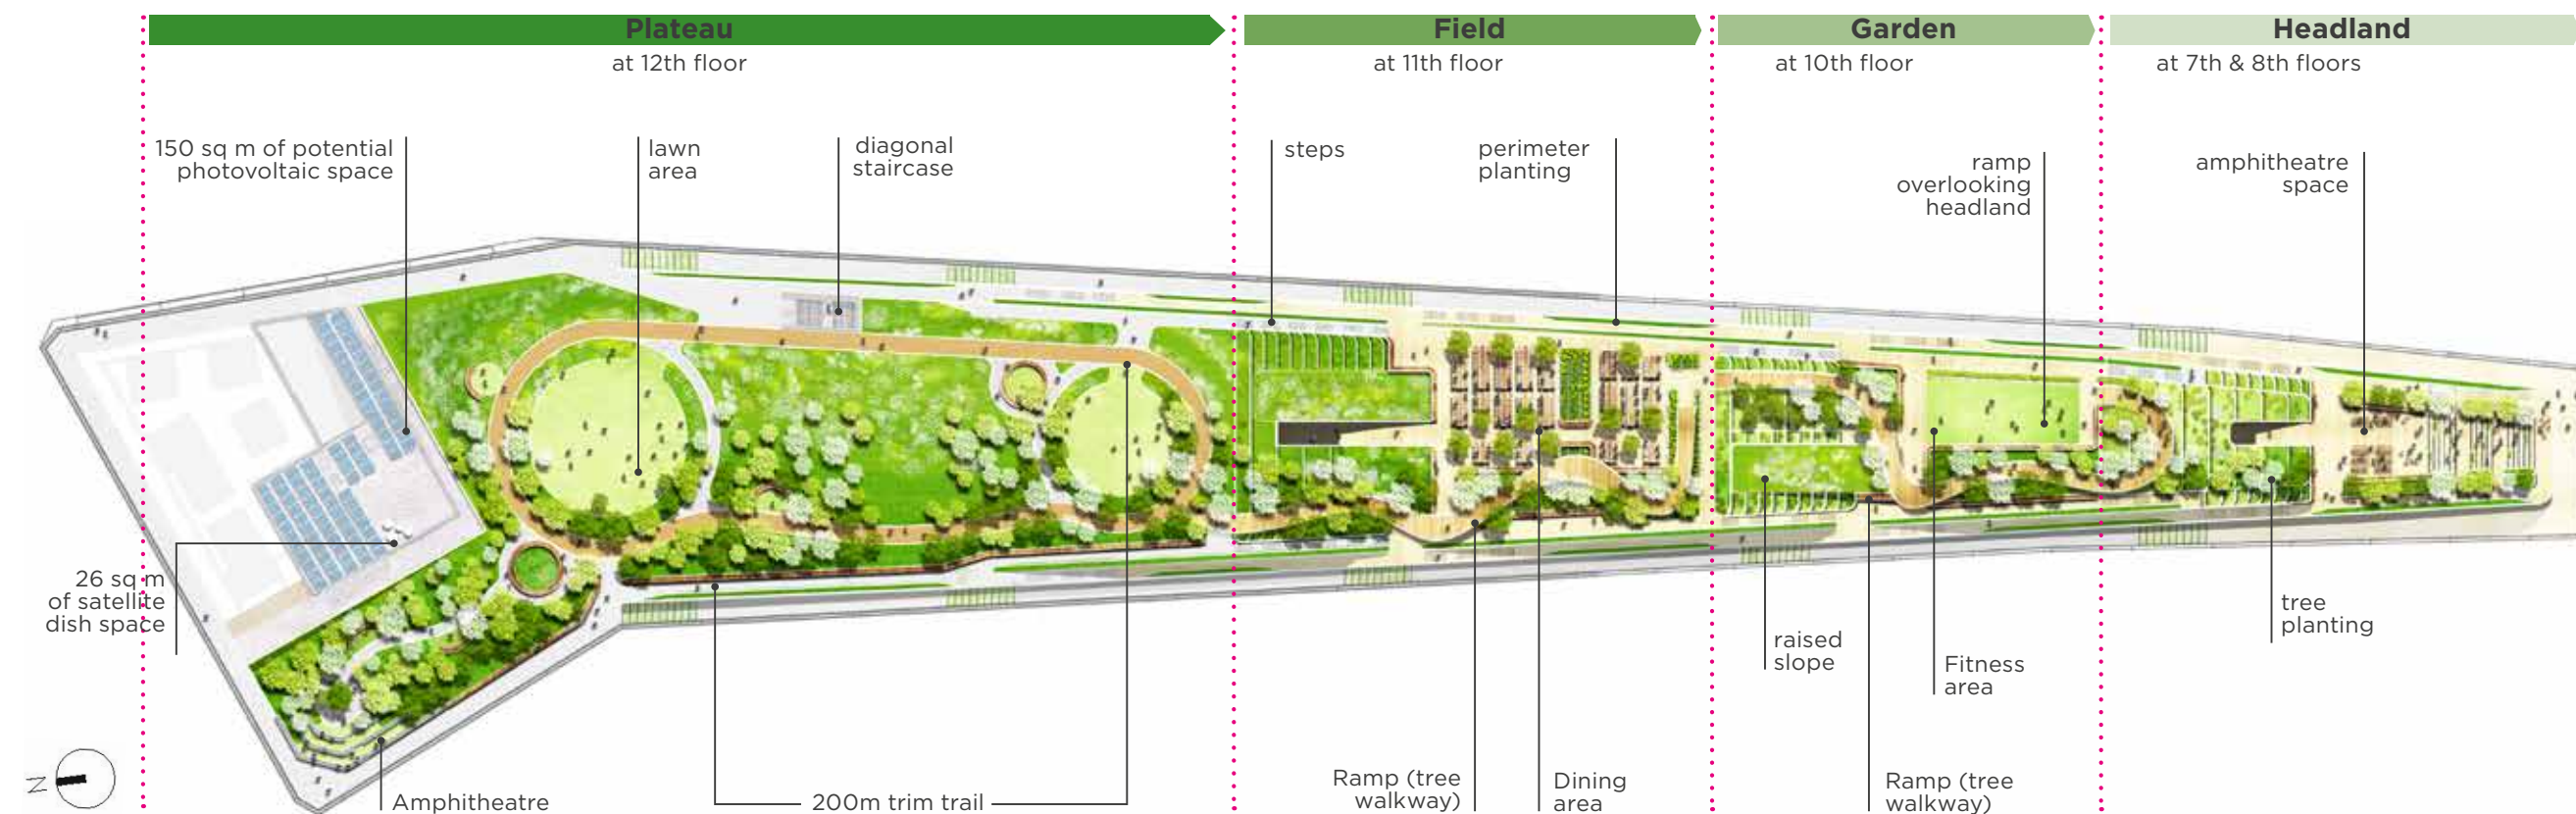 Plateau
at 12th floor
Field
at 11th floor
Garden
at 10th floor
Headland
at 7th & 8th floors
150 sq m of potential
photovoltaic space
lawn
area
diagonal
staircase
steps
perimeter
planting
ramp
overlooking
headland
amphitheatre
space
26 sq m
of satellite
dish space
Amphitheatre
200m trim trail
Ramp (tree
walkway)
Dining
area
raised
slope
Ramp (tree
walkway)
Fitness
area
tree
planting
N